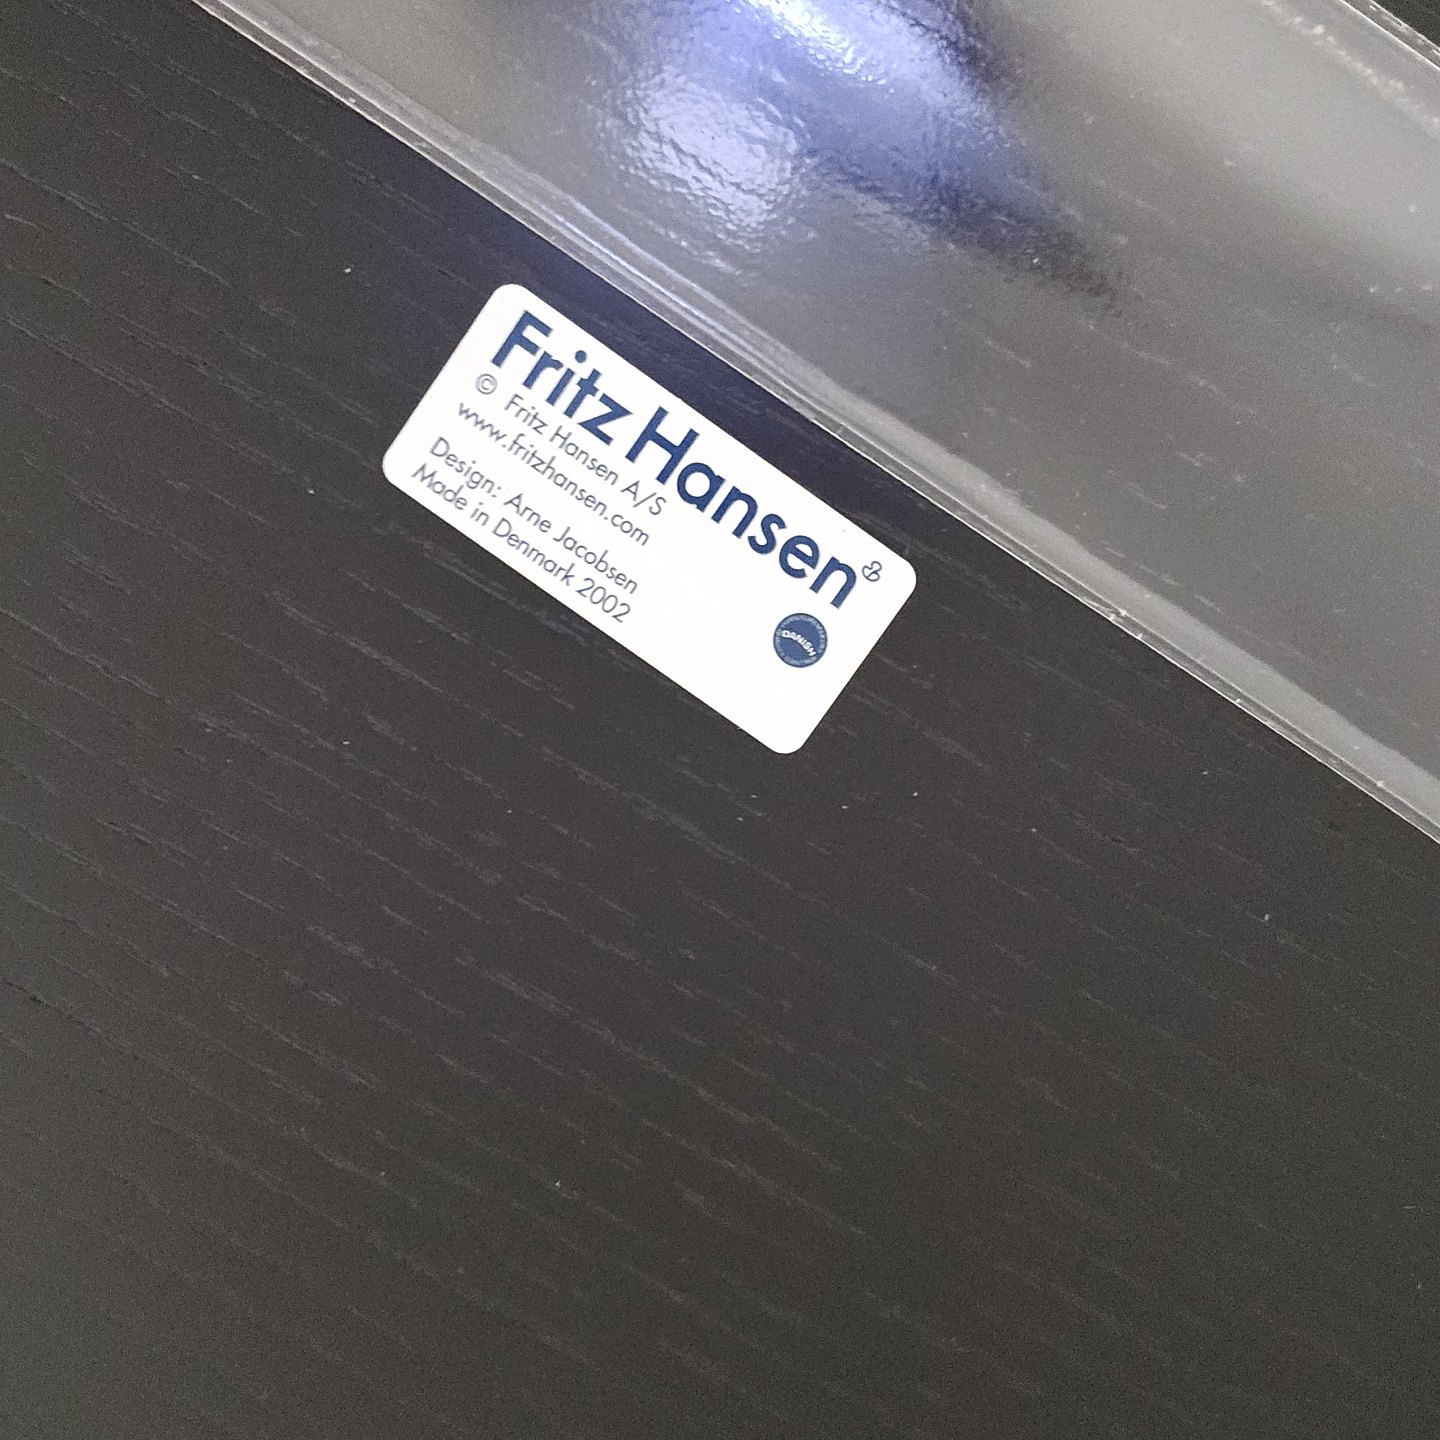 Fritz Hansen
© Fritz Hansen A/S
www.fritzhansen.com
Design: Arne Jacobsen
Made in Denmark 2002
DANISH